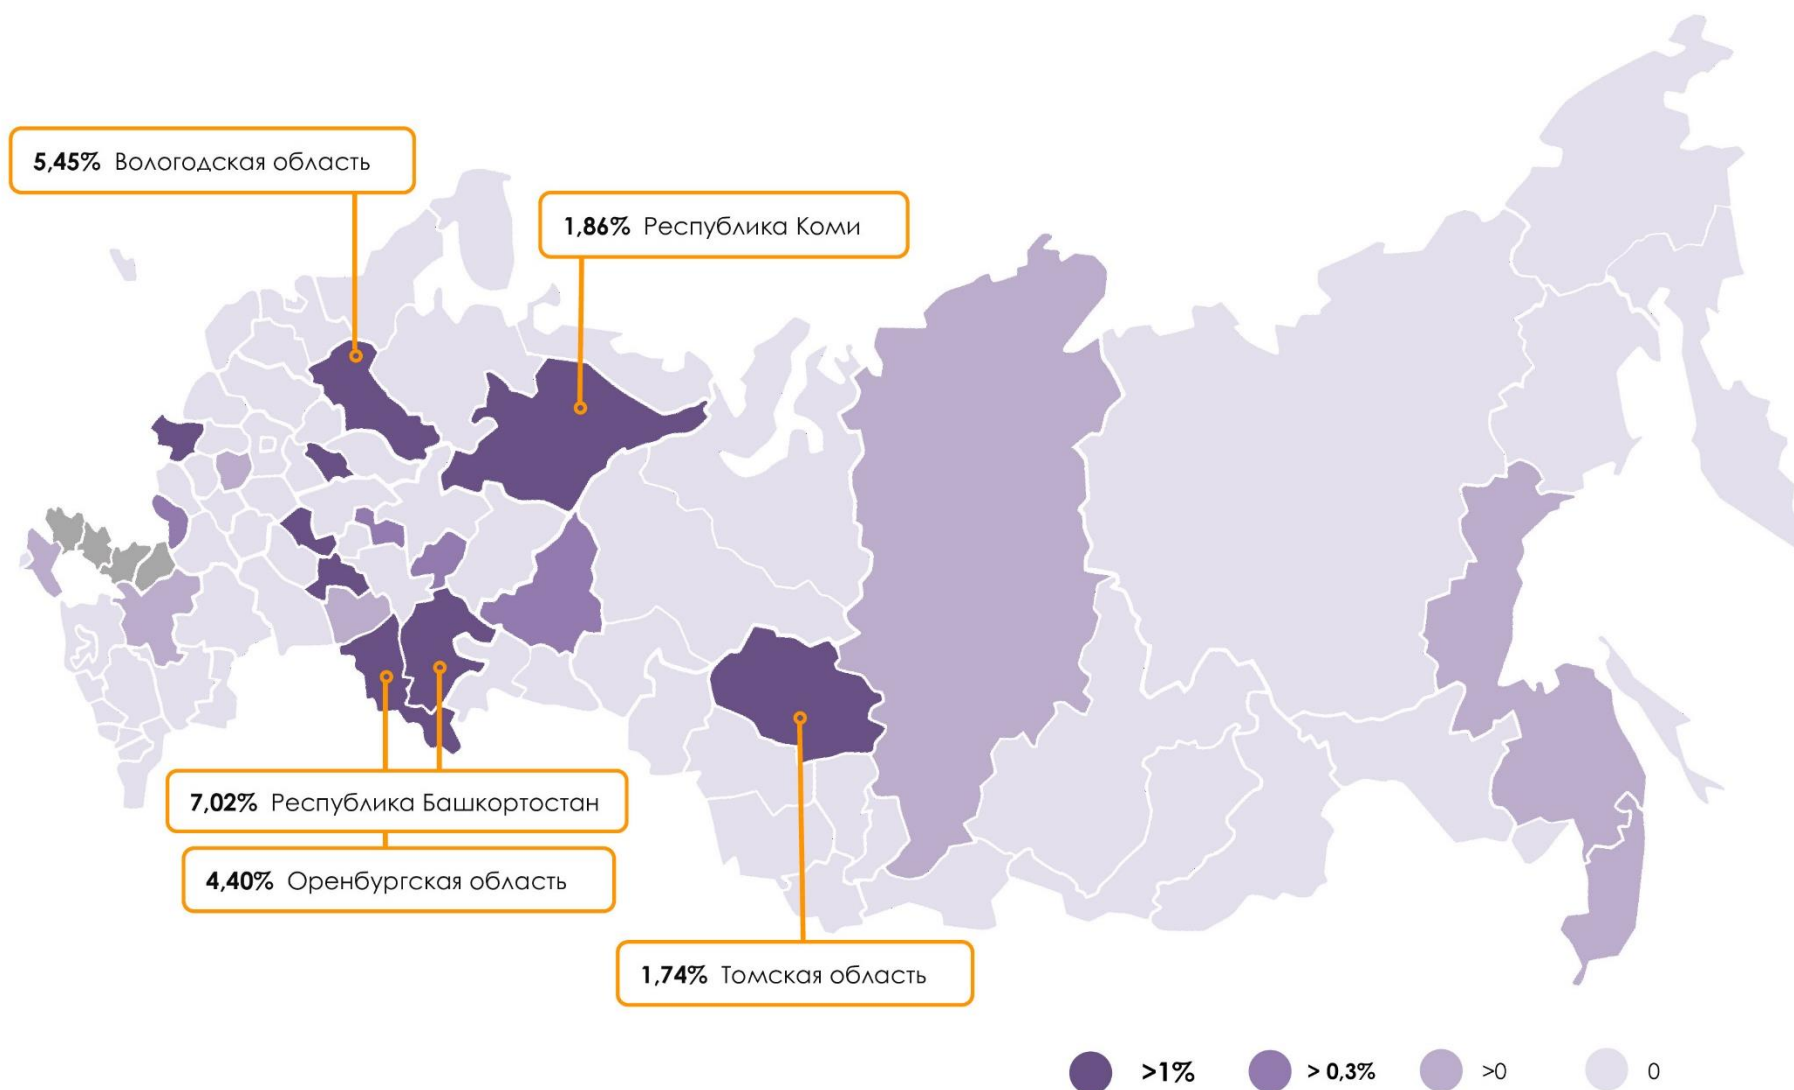 5,45% Вологодская область
1,86% Республика Коми
7,02% Республика Башкортостан
4,40% Оренбургская область
1,74% Томская область
>1% > 0,3% >0 0